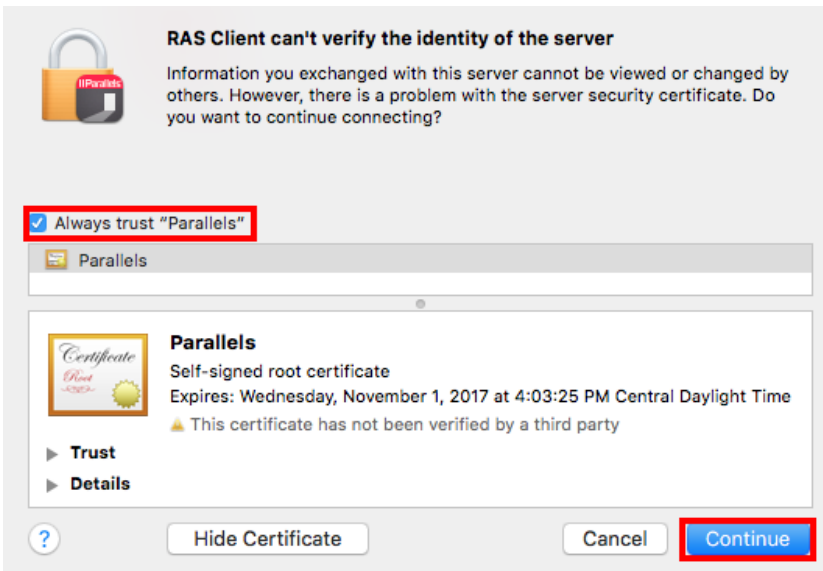 RAS Client can't verify the identity of the server
Information you exchanged with this server cannot be viewed or changed by
others. However, there is a problem with the server security certificate. Do
you want to continue connecting?
||Parallels
Always trust "Parallels"
Parallels
Certificate
Root
Parallels
Self-signed root certificate
Expires: Wednesday, November 1, 2017 at 4:03:25 PM Central Daylight Time
This certificate has not been verified by a third party
Trust
Details
?
Hide Certificate
Cancel
Continue